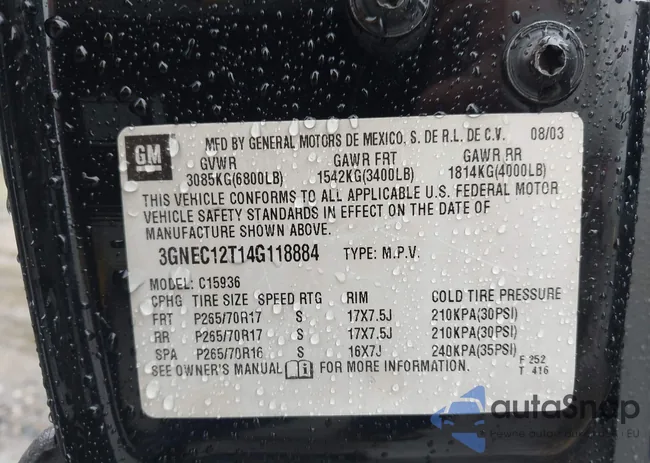 GM
MFD BY GENERAL MOTORS DE MEXICO, S. DE R.L. DE C.V. 08/03
GVWR GAWR FRT GAWR RR
3085KG(6800LB) 1542KG(3400LB) 1814KG(4000LB)
THIS VEHICLE CONFORMS TO ALL APPLICABLE U.S. FEDERAL MOTOR
VEHICLE SAFETY STANDARDS IN EFFECT ON THE DATE OF
MANUFACTURE SHOWN ABOVE.
3GNEC12T14G118884 TYPE: M.P.V.
MODEL: C15936
CPHG TIRE SIZE SPEED RTG RIM COLD TIRE PRESSURE
FRT P265/70R17 S 17X7.5J 210KPA(30PSI)
RR P265/70R17 S 17X7.5J 210KPA(30PSI)
SPA P265/70R16 S 16X7J 240KPA(35PSI)
SEE OWNER'S MANUAL i FOR MORE INFORMATION.
F 252
T 416
autaSnap
Pewne auto
EU